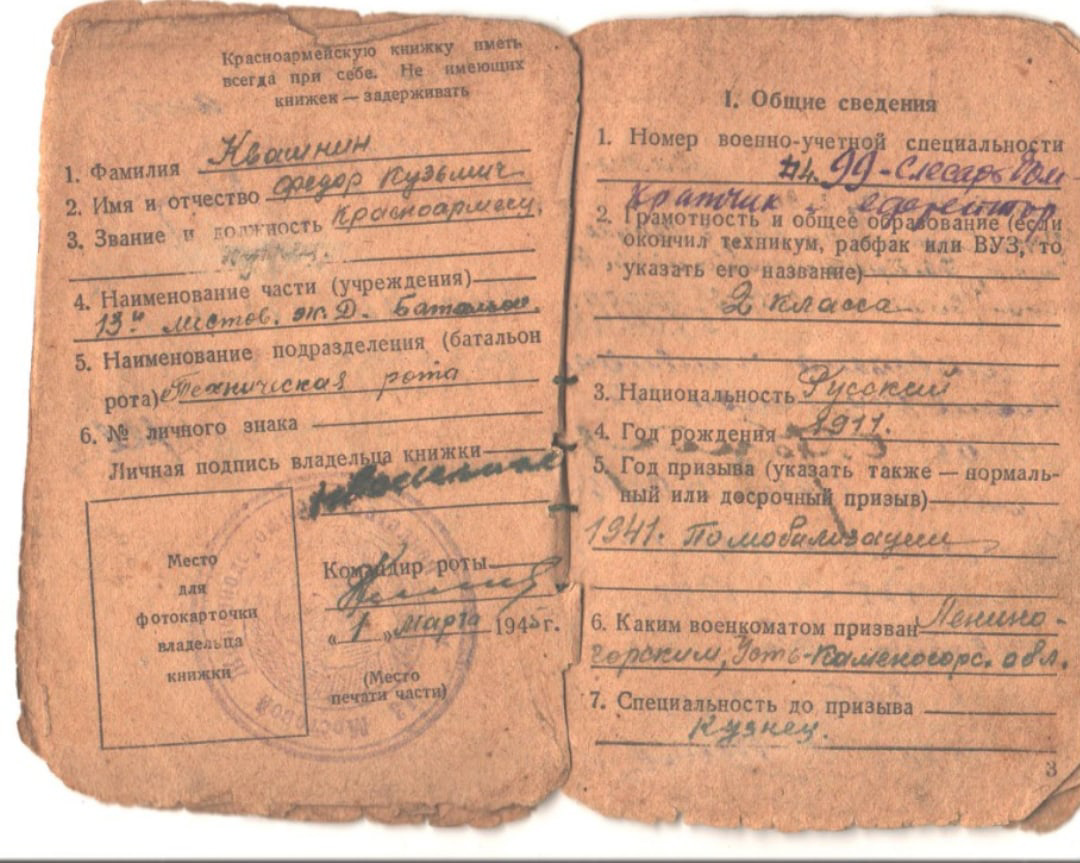 Красноармейскую книжку иметь
всегда при себе. Не имеющих
книжек — задерживать
1. Фамилия Квашнин
2. Имя и отчество Федор Кузьмич
3. Звание и должность Красноармеец,
кузнец.
4. Наименование части (учреждения)
13й мостов. ж. Д. Батальон.
5. Наименование подразделения (батальон
рота) Техническая рота
6. № личного знака
Личная подпись владельца книжки
Место
для
фотокарточки
владельца
книжки
Командир роты
„ 1 „ марта 1945 г.
(Место
печати части)
I. Общие сведения
1. Номер военно-учетной специальности
99 - слесарь
2. Грамотность и общее образование (если
окончил техникум, рабфак или ВУЗ, то
указать его название)
2 класса
3. Национальность Русский
4. Год рождения 1911.
5. Год призыва (указать также — нормаль-
ный или досрочный призыв)
1941. По мобилизации
6. Каким военкоматом призван Ленино-
горским, Усть-Каменогорс. обл.
7. Специальность до призыва
Кузнец.
3